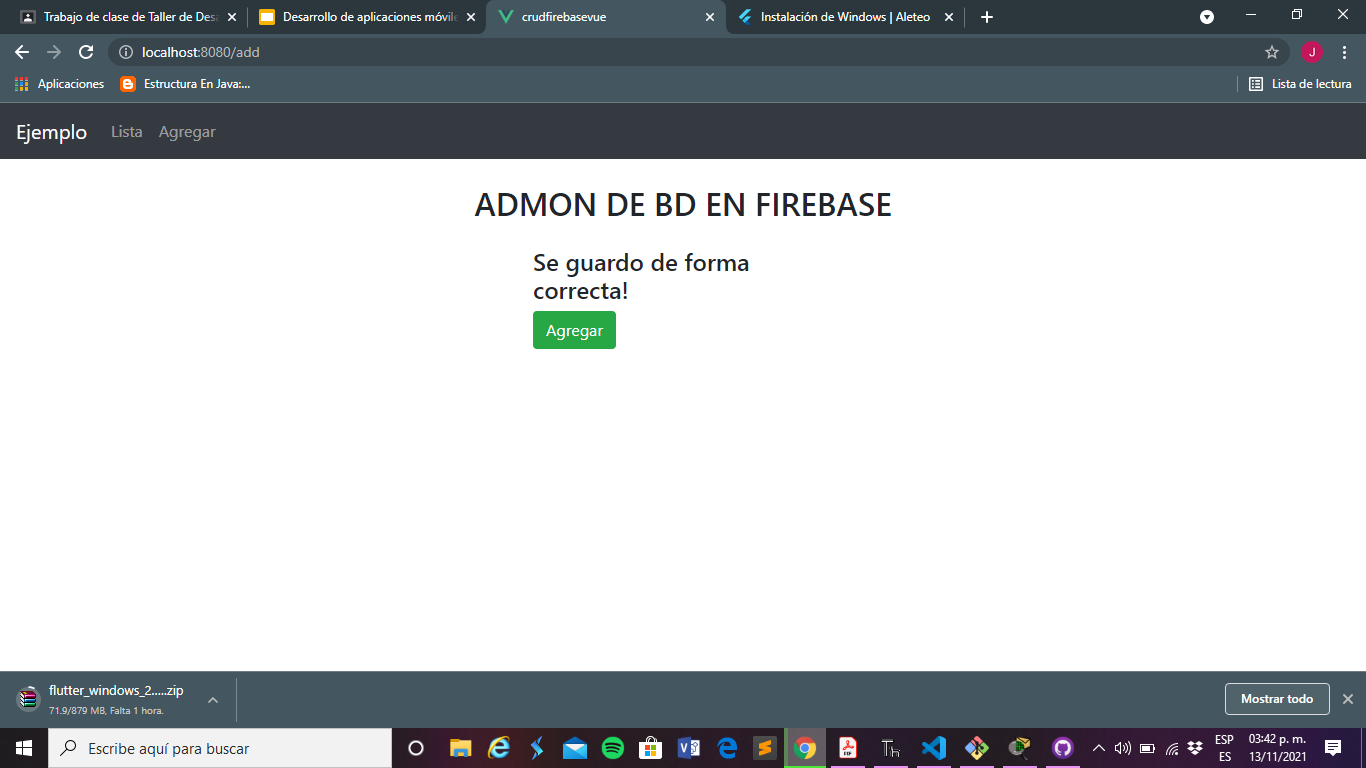 Trabajo de clase de Taller de Desa
Desarrollo de aplicaciones móvile
crudfirebasevue
Instalación de Windows | Aleteo
localhost:8080/add
J
Aplicaciones
Estructura En Java:...
Lista de lectura
Ejemplo
Lista
Agregar
ADMON DE BD EN FIREBASE
Se guardo de forma
correcta!
Agregar
flutter_windows_2.....zip
71.9/879 MB, Falta 1 hora.
Mostrar todo
Escribe aquí para buscar
ESP
ES
03:42 p. m.
13/11/2021